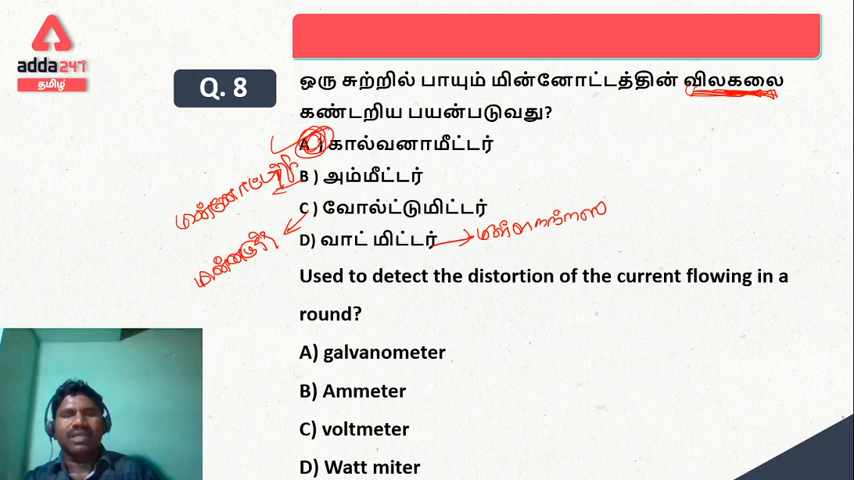 adda247
தமிழ்
Q. 8
ஒரு சுற்றில் பாயும் மின்னோட்டத்தின் விலகலை
கண்டறிய பயன்படுவது?
A ) கால்வனாமீட்டர்
B ) அம்மீட்டர்
C ) வோல்ட்டுமிட்டர்
D) வாட் மிட்டர்
Used to detect the distortion of the current flowing in a
round?
A) galvanometer
B) Ammeter
C) voltmeter
D) Watt miter